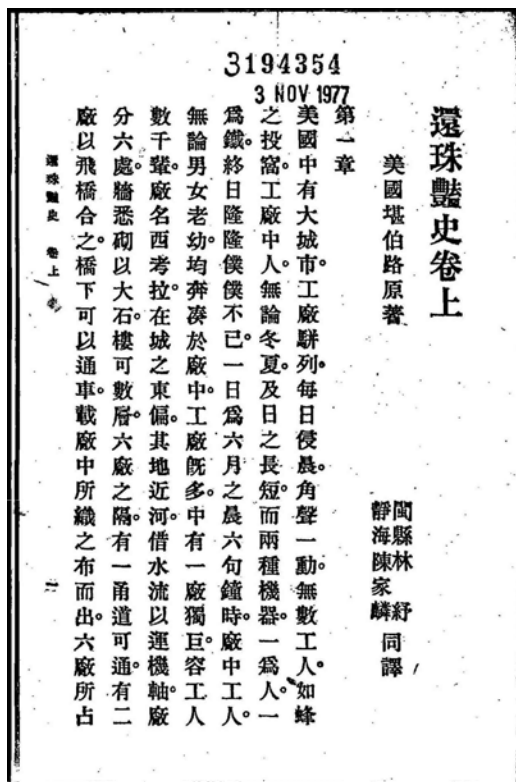 3194354
3 NOV 1977
還珠豔史卷上
美國堪伯路原著
閩縣林紓
靜海陳家麟
同譯
第一章
美國中有大城市。工廠駢列。每日侵晨。角聲一動。無數工人。如蜂
之投窩。工廠中人。無論冬夏。及日之長短。而兩種機器。一爲人。一
爲鐵。終日隆隆僕僕不已。一日爲六月之晨。六句鐘時。廠中工人。
無論男女老幼。均奔湊於廠中。工廠旣多。中有一廠獨巨。容工人
數千輩。廠名西考拉。在城之東偏。其地近河。借水流以運機軸。廠
分六處。牆悉砌以大石。樓可數層。六廠之隔。有一甬道可通。有二
廠以飛橋合之。橋下可以通車。載廠中所織之布而出。六廠所占
還珠豔史 卷上
一